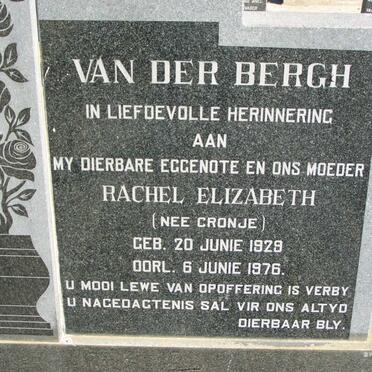 VAN DER BERGH
IN LIEFDEVOLLE HERINNERING
AAN
MY DIERBARE EGGENOTE EN ONS MOEDER
RACHEL ELIZABETH
(NEE CRONJE)
GEB. 20 JUNIE 1929
OORL. 6 JUNIE 1976.
U MOOI LEWE VAN OPOFFERING IS VERBY
U NAGEDAGTENIS SAL VIR ONS ALTYD
DIERBAAR BLY.